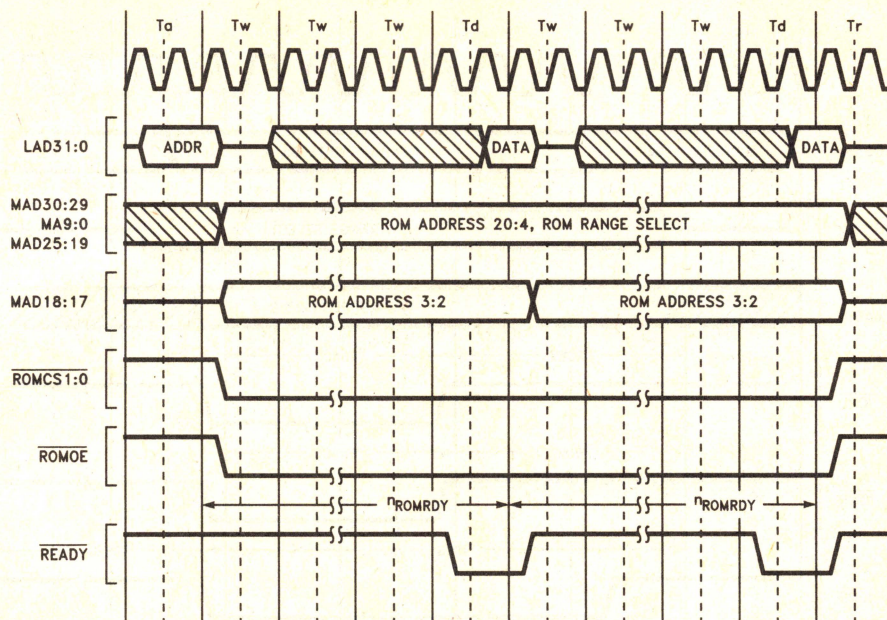 Ta Tw Tw Tw Td Tw Tw Td Tr
LAD31:0 ADDR DATA DATA
MAD30:29
MA9:0 ROM ADDRESS 20:4, ROM RANGE SELECT
MAD25:19
MAD18:17 ROM ADDRESS 3:2 ROM ADDRESS 3:2
ROMCS1:0
ROMOE
nROMRDY nROMRDY
READY